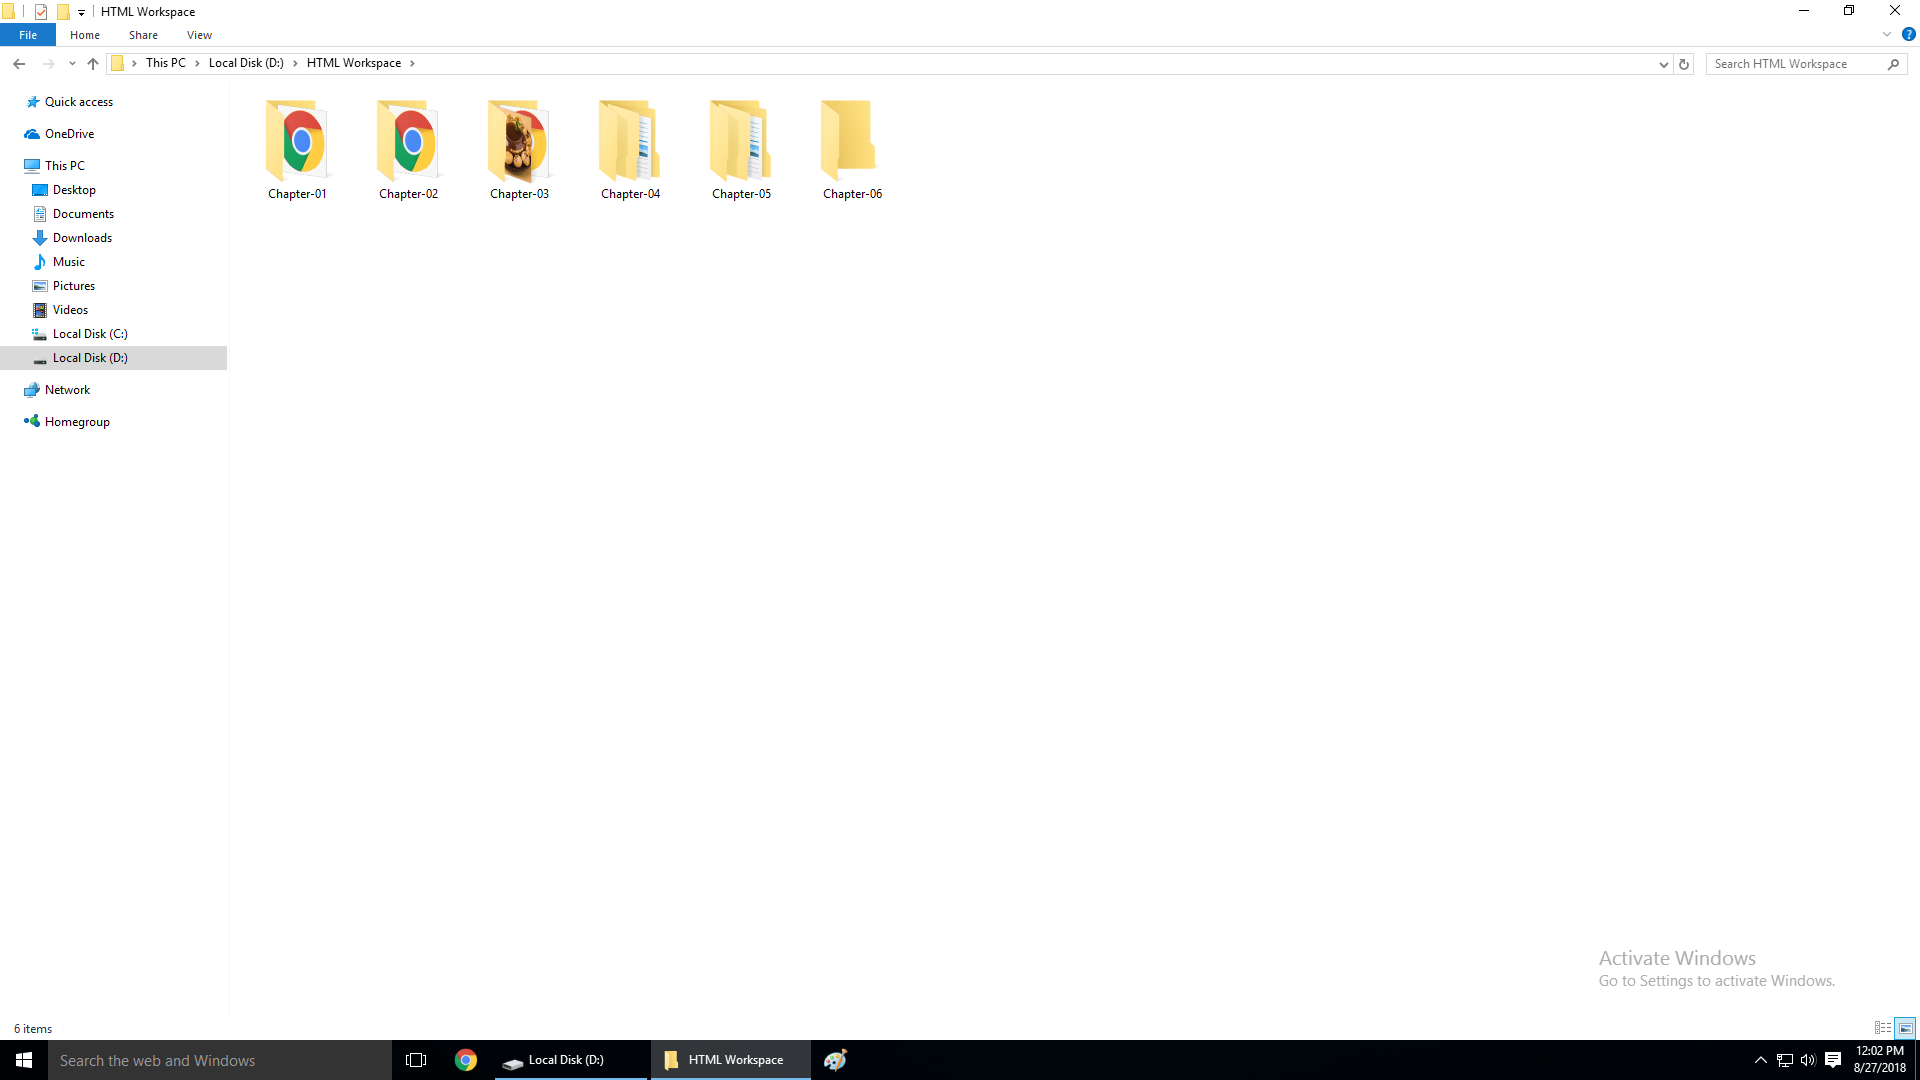 HTML Workspace
File Home Share View
This PC Local Disk (D:) HTML Workspace
Search HTML Workspace
Quick access
OneDrive
This PC
Desktop
Documents
Downloads
Music
Pictures
Videos
Local Disk (C:)
Local Disk (D:)
Network
Homegroup
Chapter-01 Chapter-02 Chapter-03 Chapter-04 Chapter-05 Chapter-06
Activate Windows
Go to Settings to activate Windows.
6 items
Search the web and Windows
Local Disk (D:)
HTML Workspace
12:02 PM
8/27/2018